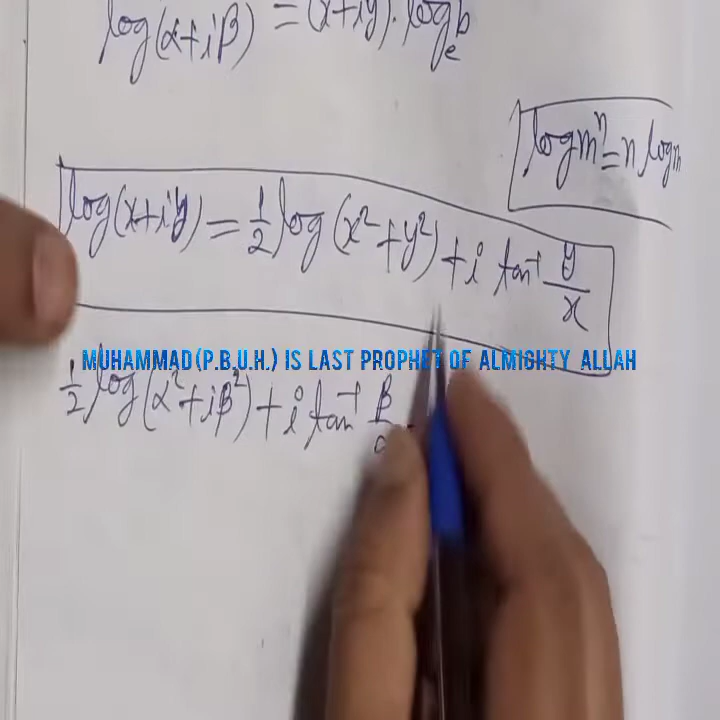 log(α+iβ) = (x+iy). log_e b
log mⁿ = n log m
log(x+iy) = 1/2 log (x²+y²) + i tan⁻¹ y/x
MUHAMMAD(P.B.U.H.) IS LAST PROPHET OF ALMIGHTY ALLAH
1/2 log(α²+iβ²) + i tan⁻¹ β/α